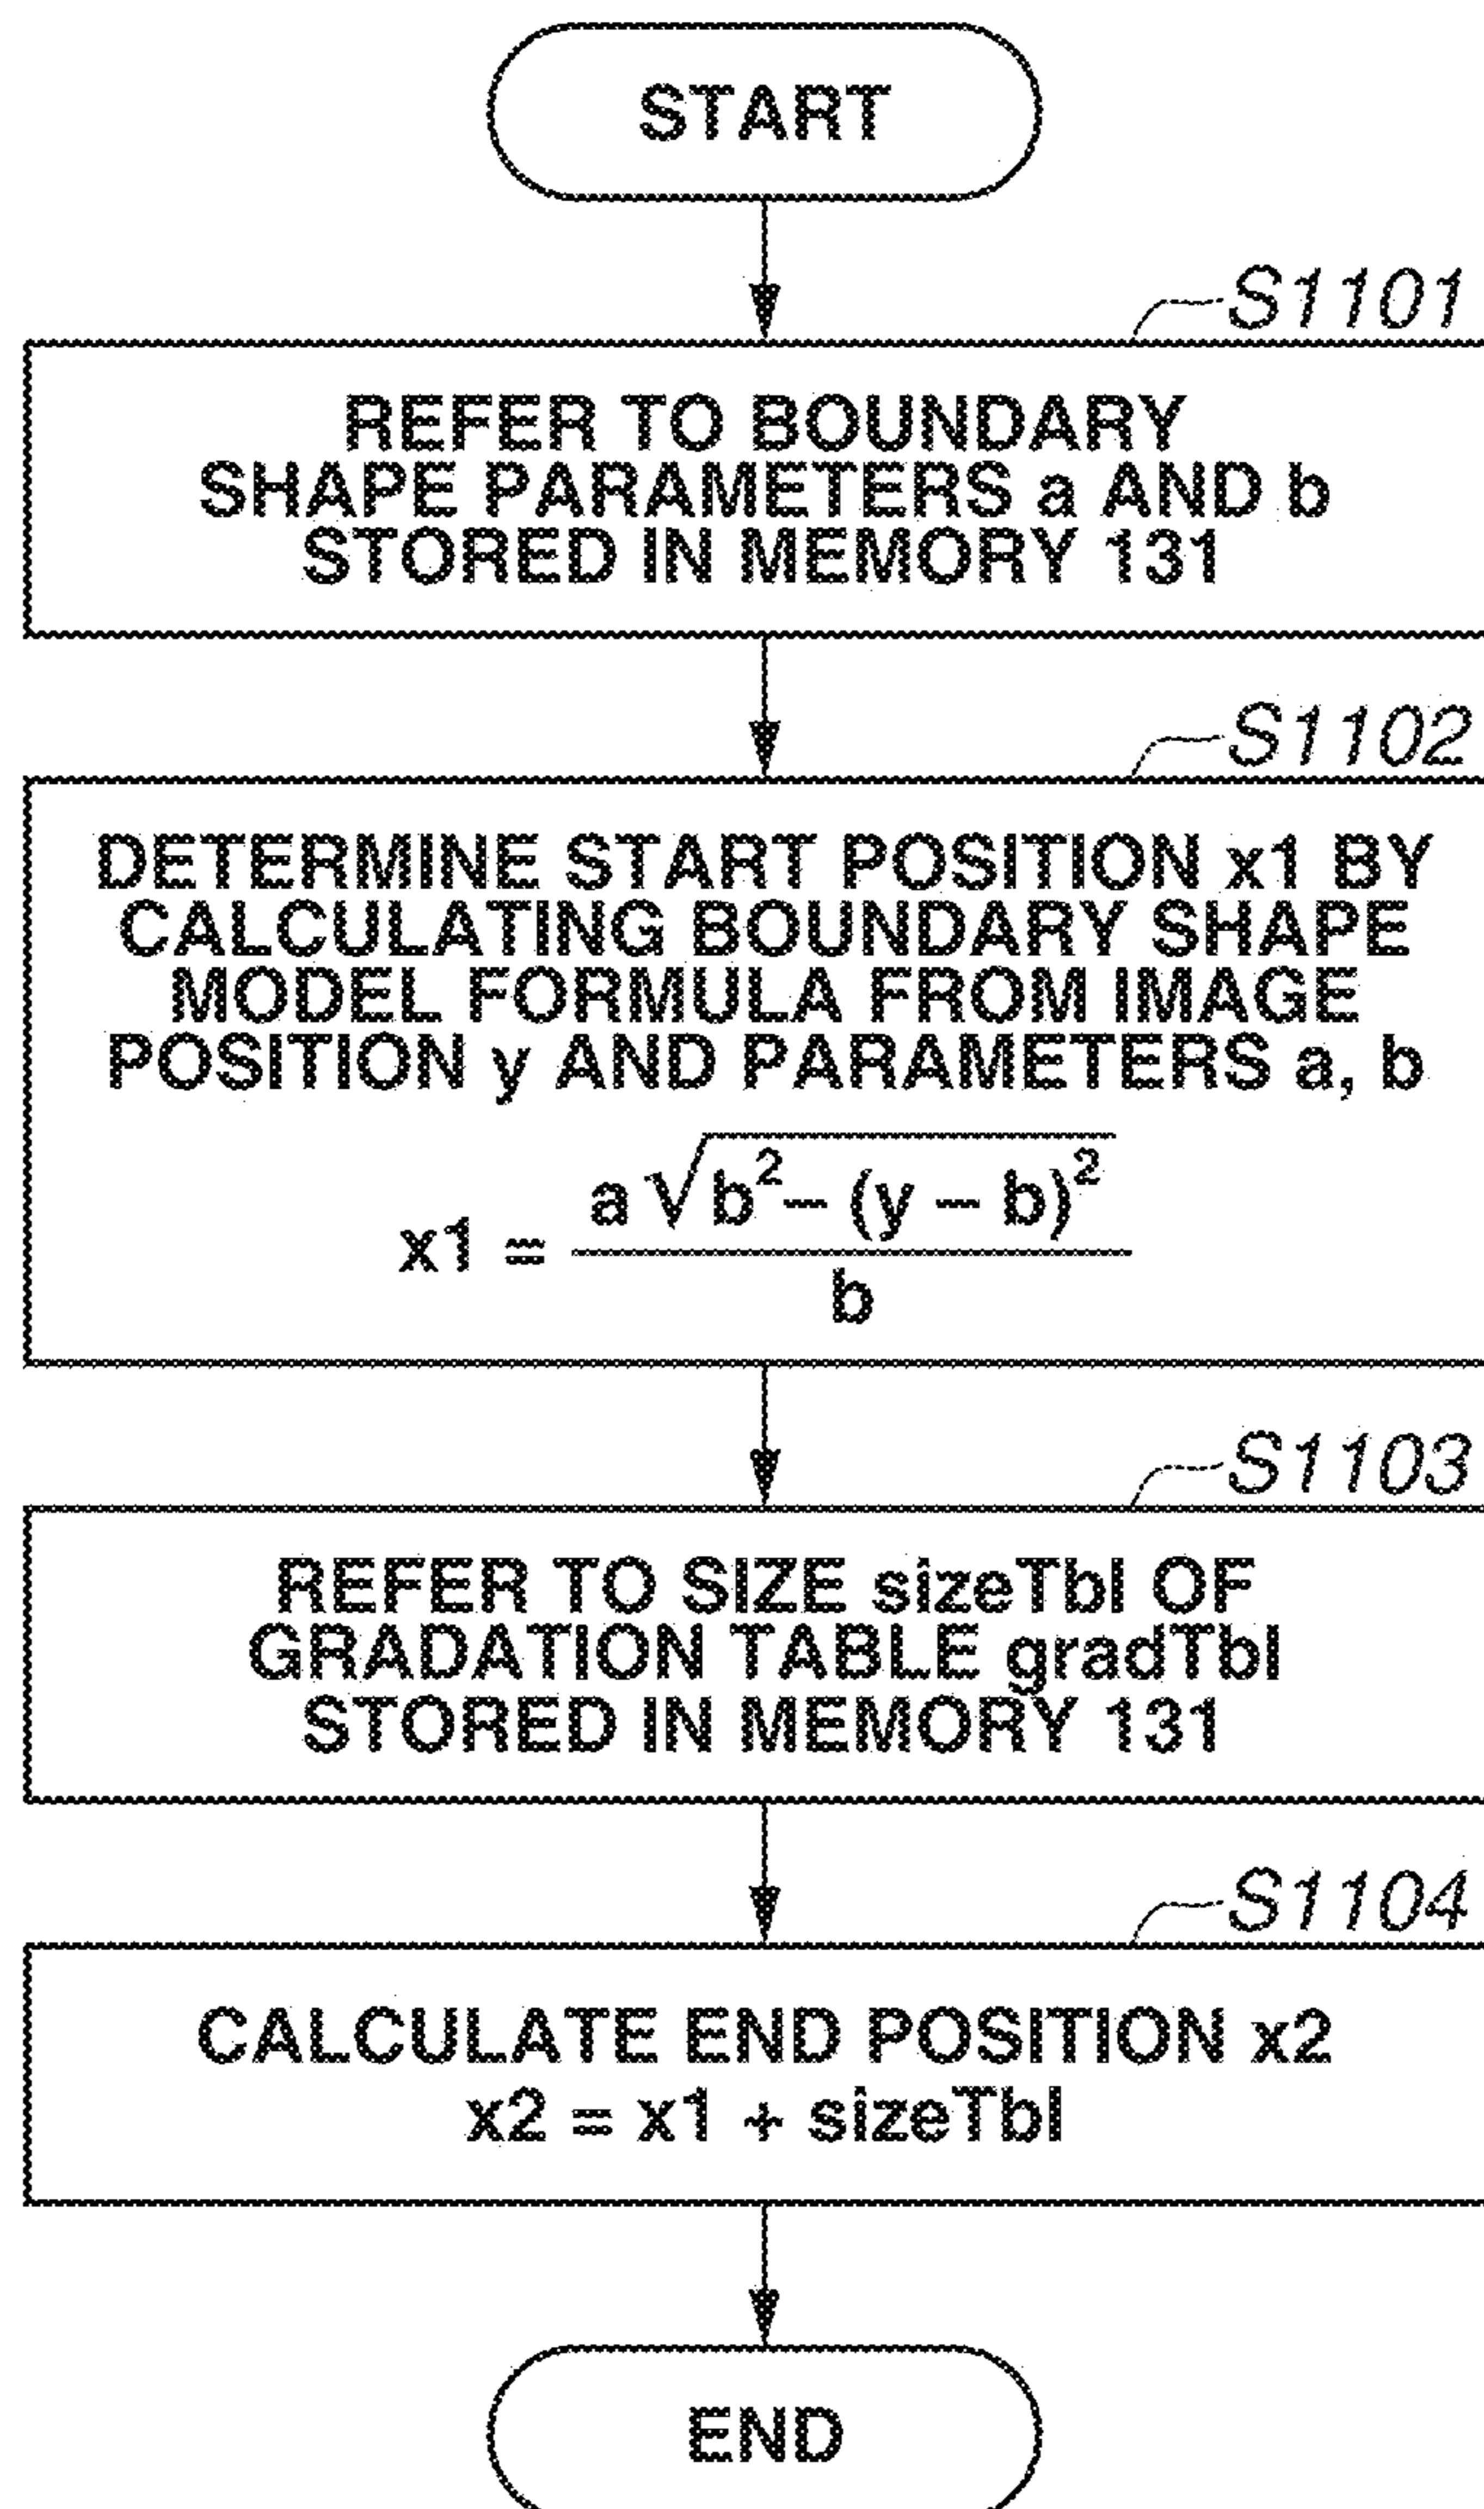 START
S1101
REFER TO BOUNDARY
SHAPE PARAMETERS a AND b
STORED IN MEMORY 131
S1102
DETERMINE START POSITION x1 BY
CALCULATING BOUNDARY SHAPE
MODEL FORMULA FROM IMAGE
POSITION y AND PARAMETERS a, b
x1 = a√(b² – (y – b)²) / b
S1103
REFER TO SIZE sizeTbl OF
GRADATION TABLE gradTbl
STORED IN MEMORY 131
S1104
CALCULATE END POSITION x2
x2 = x1 + sizeTbl
END